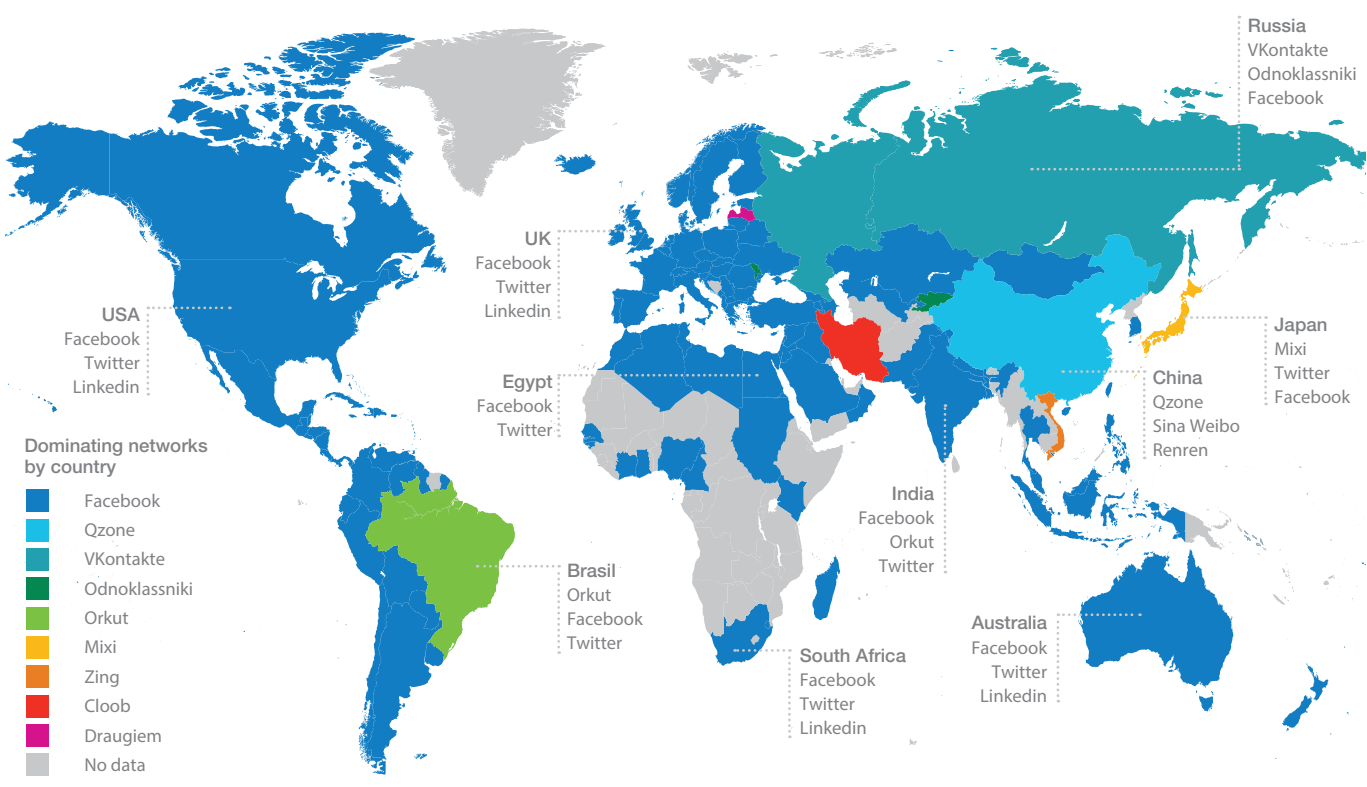 Russia
VKontakte
Odnoklassniki
Facebook
UK
Facebook
Twitter
Linkedin
USA
Facebook
Twitter
Linkedin
Japan
Mixi
Twitter
Facebook
Egypt
Facebook
Twitter
China
Qzone
Sina Weibo
Renren
India
Facebook
Orkut
Twitter
Brasil
Orkut
Facebook
Twitter
Australia
Facebook
Twitter
Linkedin
South Africa
Facebook
Twitter
Linkedin
Dominating networks
by country
Facebook
Qzone
VKontakte
Odnoklassniki
Orkut
Mixi
Zing
Cloob
Draugiem
No data